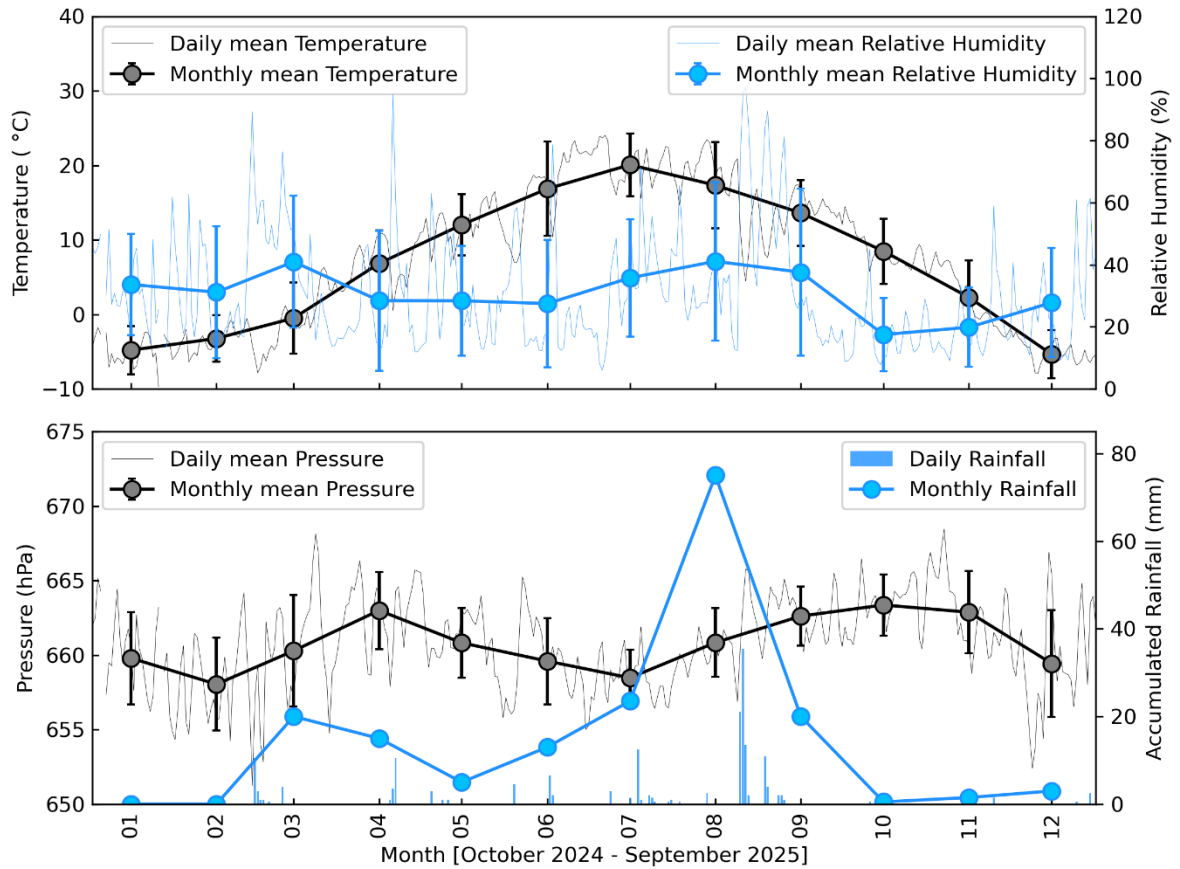 40
30
20
10
0
−10
Temperature ( °C)
Daily mean Temperature
Monthly mean Temperature
Daily mean Relative Humidity
Monthly mean Relative Humidity
120
100
80
60
40
20
0
Relative Humidity (%)
675
670
665
660
655
650
Pressure (hPa)
Daily mean Pressure
Monthly mean Pressure
Daily Rainfall
Monthly Rainfall
80
60
40
20
0
Accumulated Rainfall (mm)
01
02
03
04
05
06
07
08
09
10
11
12
Month [October 2024 - September 2025]